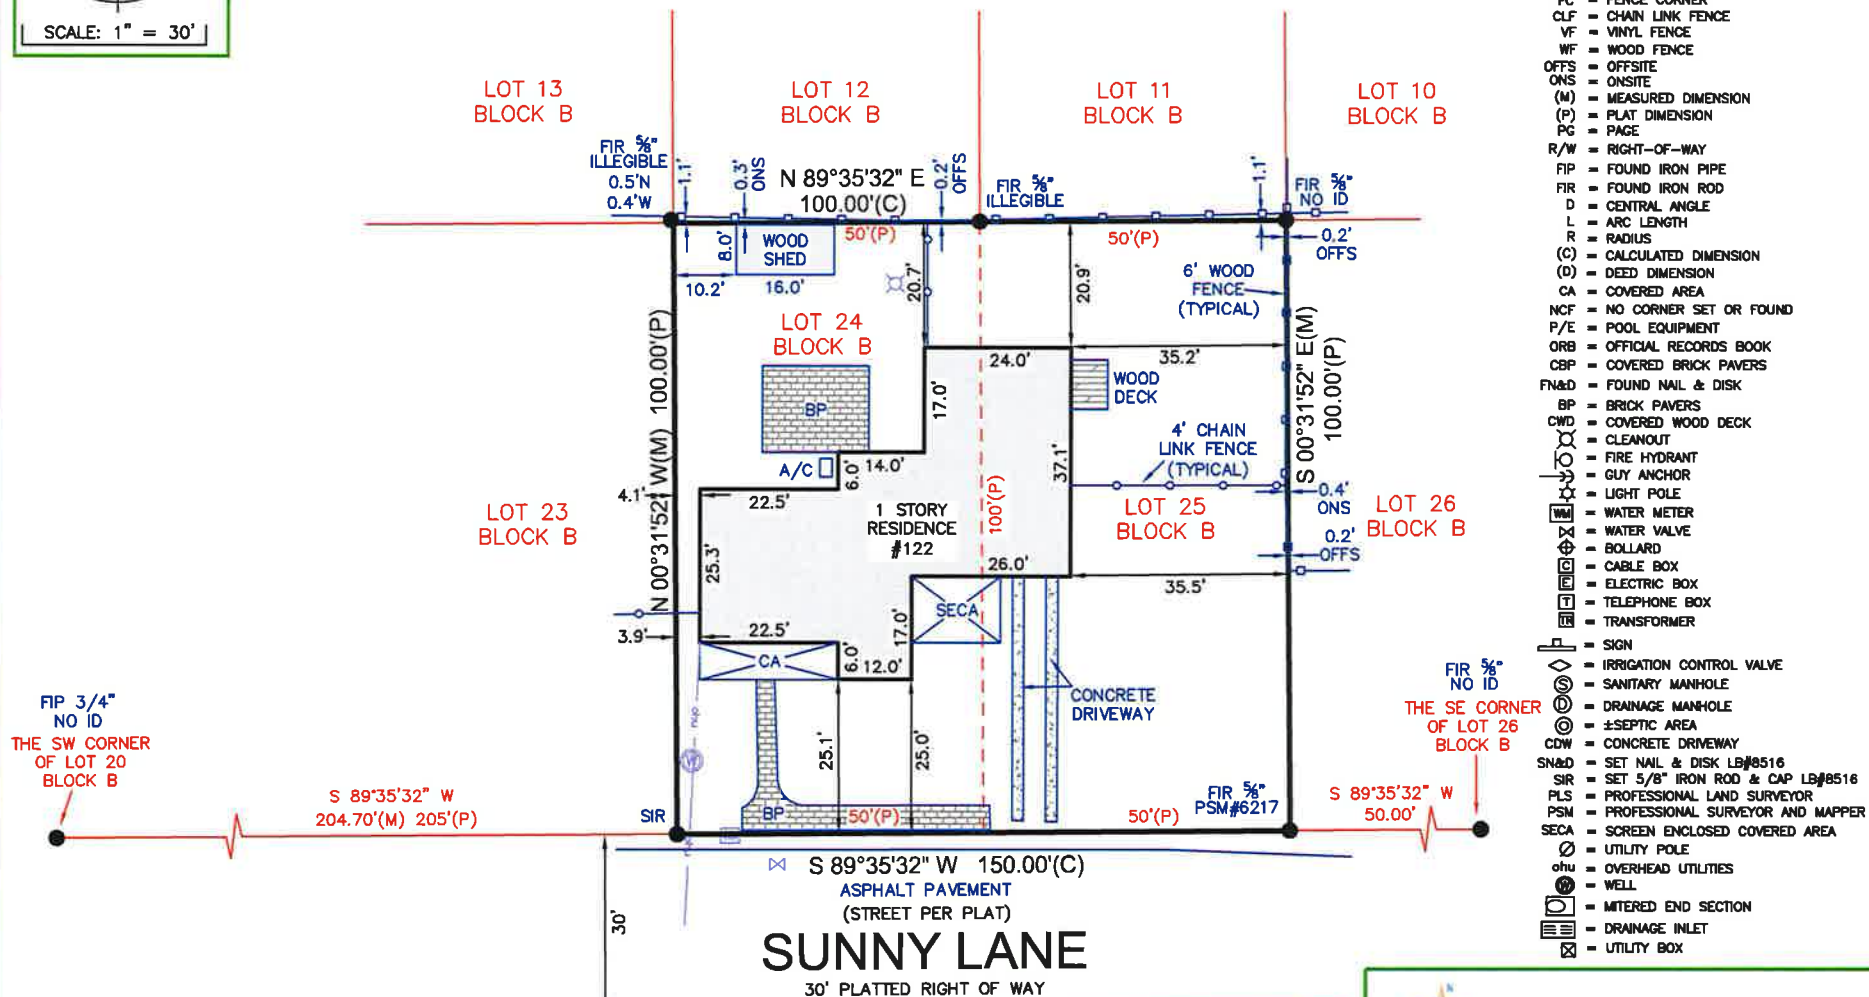 SCALE: 1" = 30'
LOT 13
BLOCK B
LOT 12
BLOCK B
LOT 11
BLOCK B
LOT 10
BLOCK B
FIR 5/8"
ILLEGIBLE
0.5'N
0.4'W
1.1'
0.3'
ONS
N 89°35'32" E
100.00'(C)
0.2'
OFFS
FIR 5/8"
ILLEGIBLE
1.1'
FIR 5/8"
NO ID
50'(P)
50'(P)
0.2'
OFFS
8.0'
WOOD
SHED
10.2'
16.0'
20.7'
20.9'
6' WOOD
FENCE
(TYPICAL)
LOT 24
BLOCK B
24.0'
35.2'
N 00°31'52" W(M) 100.00'(P)
S 00°31'52" E(M)
100.00'(P)
BP
17.0'
WOOD
DECK
4' CHAIN
LINK FENCE
(TYPICAL)
A/C
6.0'
14.0'
37.1'
4.1'
22.5'
100'(P)
LOT 23
BLOCK B
1 STORY
RESIDENCE
#122
LOT 25
BLOCK B
0.4'
ONS
LOT 26
BLOCK B
0.2'
OFFS
25.3'
26.0'
35.5'
SECA
3.9'
22.5'
17.0'
CA
6.0'
12.0'
CONCRETE
DRIVEWAY
25.1'
25.0'
ohu
W
FIP 3/4"
NO ID
THE SW CORNER
OF LOT 20
BLOCK B
FIR 5/8"
NO ID
THE SE CORNER
OF LOT 26
BLOCK B
S 89°35'32" W
204.70'(M) 205'(P)
SIR
BP
50'(P)
50'(P)
FIR 5/8"
PSM#6217
S 89°35'32" W
50.00'
S 89°35'32" W 150.00'(C)
ASPHALT PAVEMENT
(STREET PER PLAT)
30'
SUNNY LANE
30' PLATTED RIGHT OF WAY
FC = FENCE CORNER
CLF = CHAIN LINK FENCE
VF = VINYL FENCE
WF = WOOD FENCE
OFFS = OFFSITE
ONS = ONSITE
(M) = MEASURED DIMENSION
(P) = PLAT DIMENSION
PG = PAGE
R/W = RIGHT-OF-WAY
FIP = FOUND IRON PIPE
FIR = FOUND IRON ROD
D = CENTRAL ANGLE
L = ARC LENGTH
R = RADIUS
(C) = CALCULATED DIMENSION
(D) = DEED DIMENSION
CA = COVERED AREA
NCF = NO CORNER SET OR FOUND
P/E = POOL EQUIPMENT
ORB = OFFICIAL RECORDS BOOK
CBP = COVERED BRICK PAVERS
FN&D = FOUND NAIL & DISK
BP = BRICK PAVERS
CWD = COVERED WOOD DECK
= CLEANOUT
= FIRE HYDRANT
= GUY ANCHOR
= LIGHT POLE
WM = WATER METER
= WATER VALVE
= BOLLARD
C = CABLE BOX
E = ELECTRIC BOX
T = TELEPHONE BOX
TR = TRANSFORMER
= SIGN
= IRRIGATION CONTROL VALVE
S = SANITARY MANHOLE
D = DRAINAGE MANHOLE
= ±SEPTIC AREA
CDW = CONCRETE DRIVEWAY
SN&D = SET NAIL & DISK LB#8516
SIR = SET 5/8" IRON ROD & CAP LB#8516
PLS = PROFESSIONAL LAND SURVEYOR
PSM = PROFESSIONAL SURVEYOR AND MAPPER
SECA = SCREEN ENCLOSED COVERED AREA
= UTILITY POLE
ohu = OVERHEAD UTILITIES
W = WELL
= MITERED END SECTION
= DRAINAGE INLET
= UTILITY BOX
N